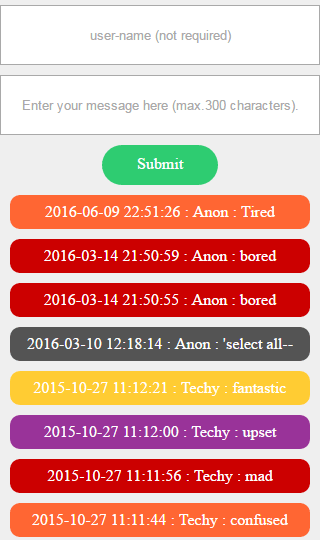 user-name (not required)
Enter your message here (max.300 characters).
Submit
2016-06-09 22:51:26 : Anon : Tired
2016-03-14 21:50:59 : Anon : bored
2016-03-14 21:50:55 : Anon : bored
2016-03-10 12:18:14 : Anon : 'select all--
2015-10-27 11:12:21 : Techy : fantastic
2015-10-27 11:12:00 : Techy : upset
2015-10-27 11:11:56 : Techy : mad
2015-10-27 11:11:44 : Techy : confused